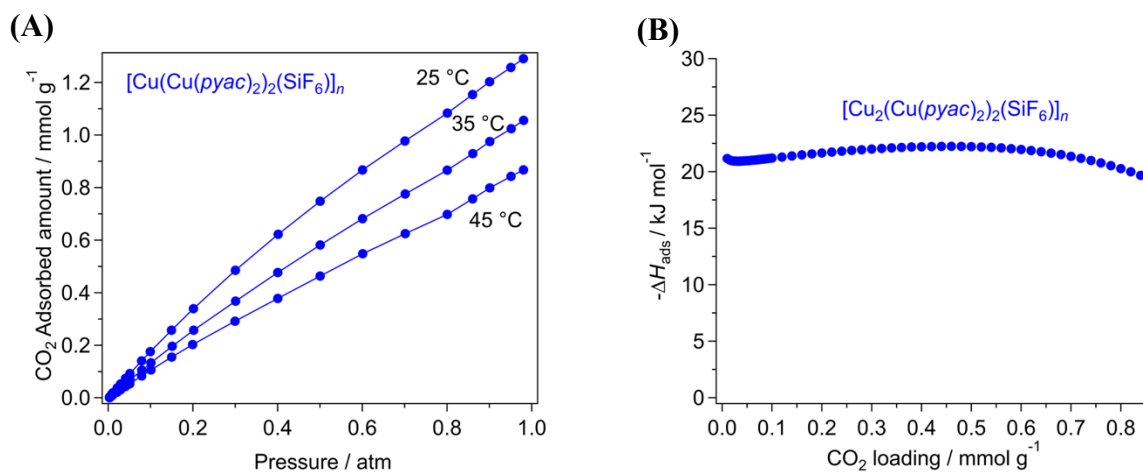 (A)
CO₂ Adsorbed amount / mmol g⁻¹
1.2
1.0
0.8
0.6
0.4
0.2
0.0
[Cu(Cu(pyac)₂)₂(SiF₆)]n
25 °C
35 °C
45 °C
0.0 0.2 0.4 0.6 0.8 1.0
Pressure / atm
(B)
-ΔHads / kJ mol⁻¹
30
25
20
15
10
5
0
[Cu₂(Cu(pyac)₂)₂(SiF₆)]n
0.0 0.1 0.2 0.3 0.4 0.5 0.6 0.7 0.8
CO₂ loading / mmol g⁻¹